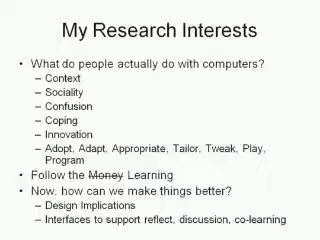 My Research Interests
• What do people actually do with computers?
– Context
– Sociality
– Confusion
– Coping
– Innovation
– Adopt, Adapt, Appropriate, Tailor, Tweak, Play,
Program
• Follow the Money Learning
• Now, how can we make things better?
– Design Implications
– Interfaces to support reflect, discussion, co-learning